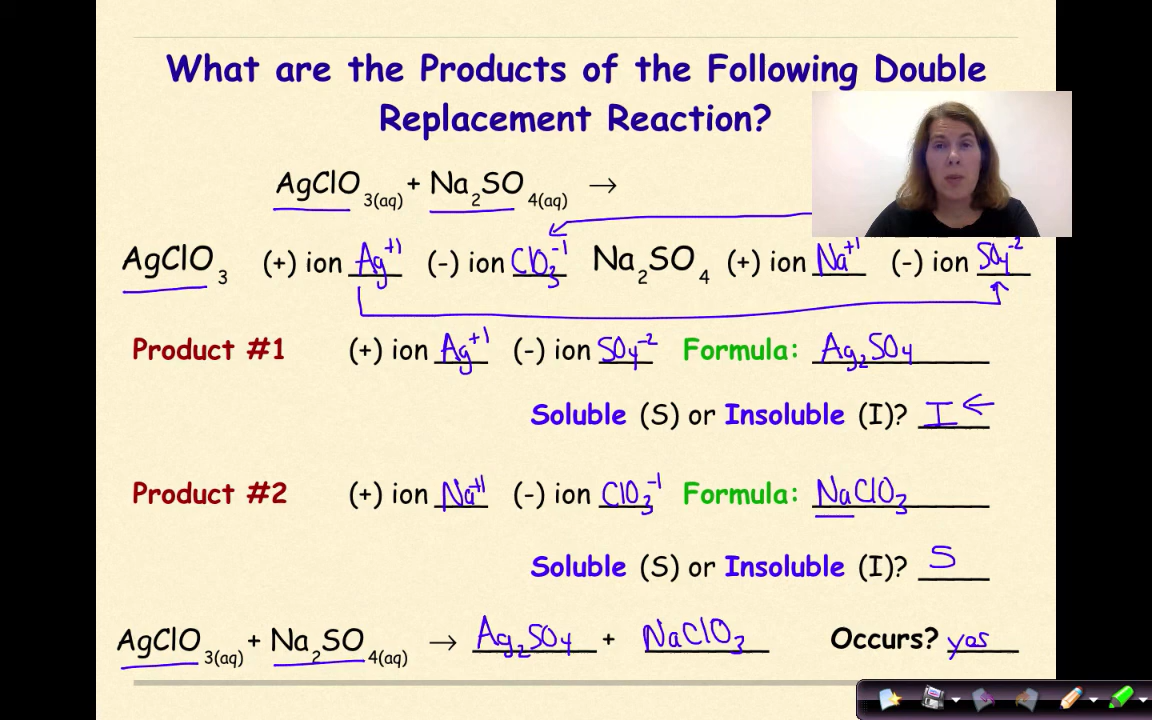 What are the Products of the Following Double
Replacement Reaction?
AgClO3(aq) + Na2SO4(aq) →
AgClO3 (+) ion Ag+1 (-) ion ClO3-1 Na2SO4 (+) ion Na+1 (-) ion SO4-2
Product #1 (+) ion Ag+1 (-) ion SO4-2 Formula: Ag2SO4
Soluble (S) or Insoluble (I)? I
Product #2 (+) ion Na+1 (-) ion ClO3-1 Formula: NaClO3
Soluble (S) or Insoluble (I)? S
AgClO3(aq) + Na2SO4(aq) → Ag2SO4 + NaClO3 Occurs? yes